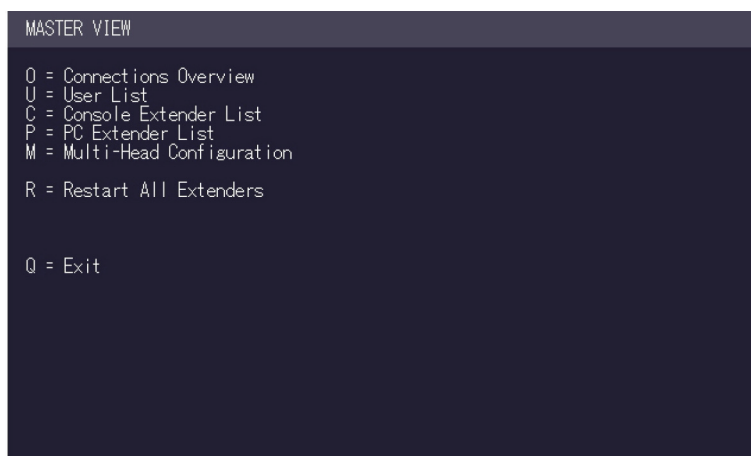 MASTER VIEW
O = Connections Overview
U = User List
C = Console Extender List
P = PC Extender List
M = Multi-Head Configuration
R = Restart All Extenders
Q = Exit